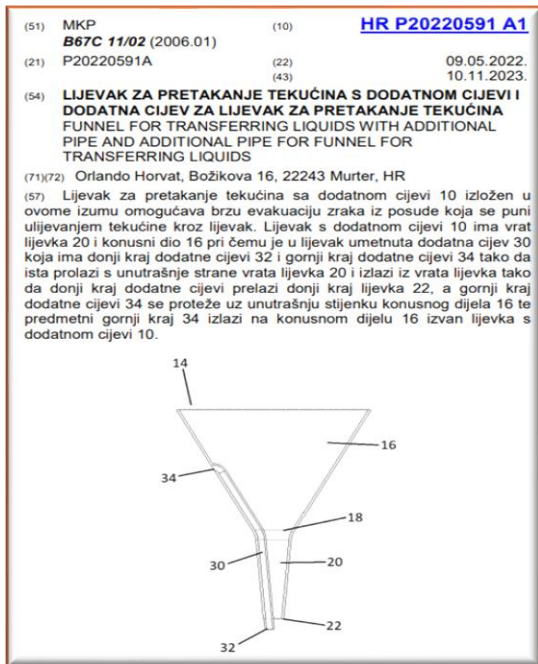 (51) MKP (10) HR P20220591 A1
B67C 11/02 (2006.01)
(21) P20220591A (22) 09.05.2022.
(43) 10.11.2023.
(54) LIJEVAK ZA PRETAKANJE TEKUĆINA S DODATNOM CIJEVI I
DODATNA CIJEV ZA LIJEVAK ZA PRETAKANJE TEKUĆINA
FUNNEL FOR TRANSFERRING LIQUIDS WITH ADDITIONAL
PIPE AND ADDITIONAL PIPE FOR FUNNEL FOR
TRANSFERRING LIQUIDS
(71)(72) Orlando Horvat, Božikova 16, 22243 Murter, HR
(57) Lijevak za pretakanje tekućina sa dodatnom cijevi 10 izložen u
ovome izumu omogućava brzu evakuaciju zraka iz posude koja se puni
ulijevanjem tekućine kroz lijevak. Lijevak s dodatnom cijevi 10 ima vrat
lijevka 20 i konusni dio 16 pri čemu je u lijevak umetnuta dodatna cijev 30
koja ima donji kraj dodatne cijevi 32 i gornji kraj dodatne cijevi 34 tako da
ista prolazi s unutrašnje strane vrata lijevka 20 i izlazi iz vrata lijevka tako
da donji kraj dodatne cijevi prelazi donji kraj lijevka 22, a gornji kraj
dodatne cijevi 34 se proteže uz unutrašnju stijenku konusnog dijela 16 te
predmetni gornji kraj 34 izlazi na konusnom dijelu 16 izvan lijevka s
dodatnom cijevi 10.
14
16
34
18
30
20
22
32